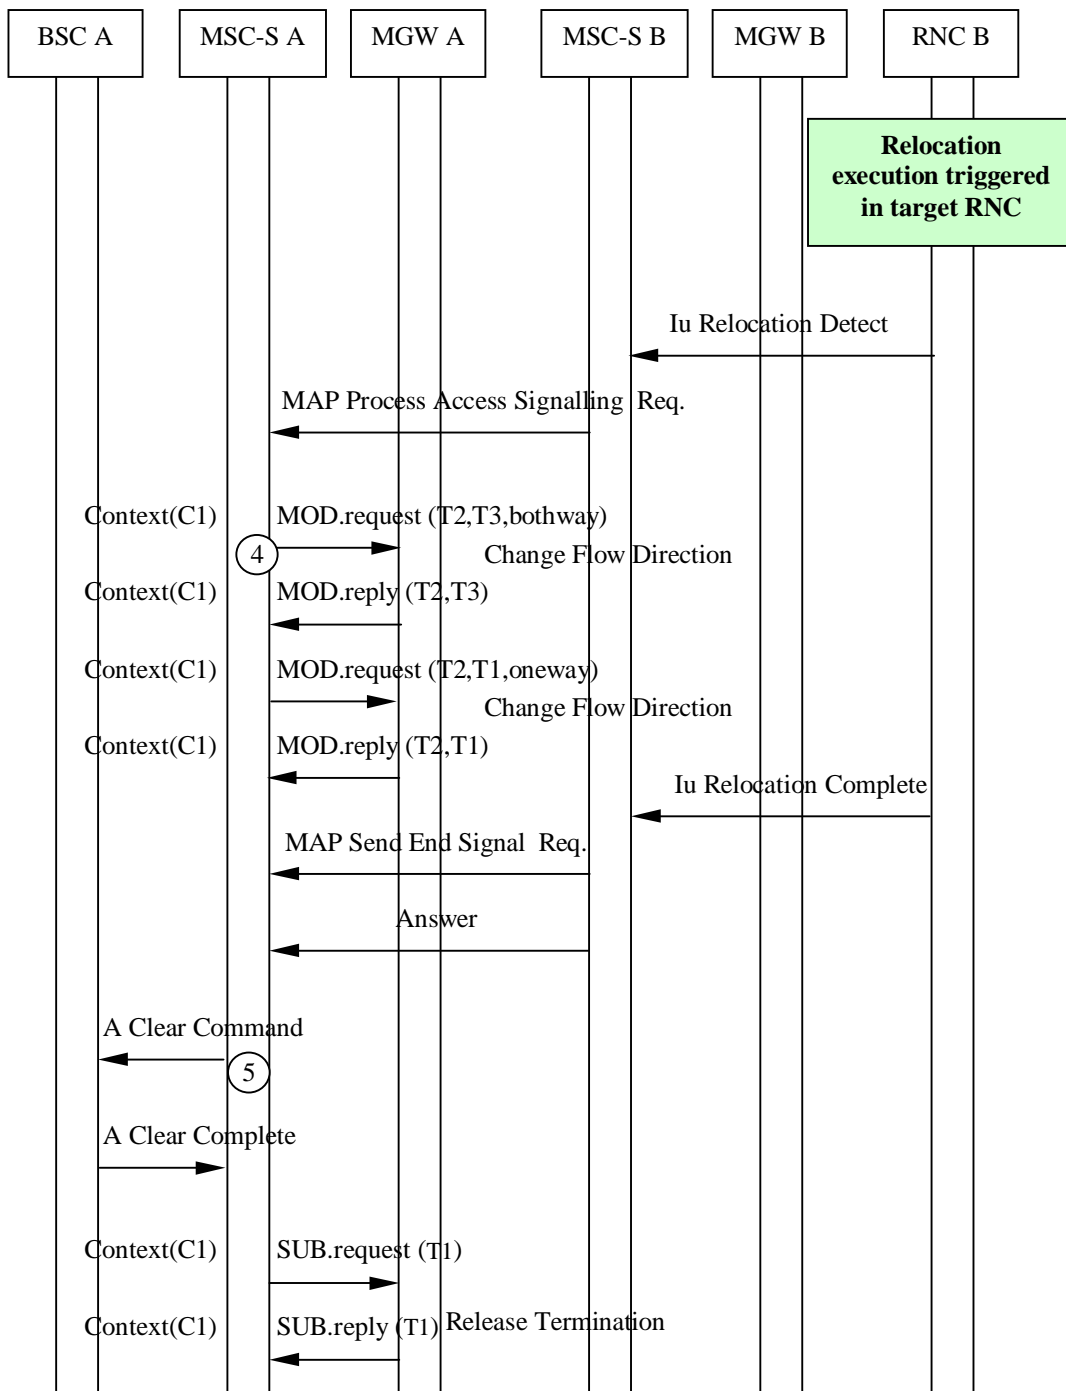 BSC A
MSC-S A
MGW A
MSC-S B
MGW B
RNC B
Relocation
execution triggered
in target RNC
Iu Relocation Detect
MAP Process Access Signalling Req.
Context(C1)
MOD.request (T2,T3,bothway)
4
Change Flow Direction
Context(C1)
MOD.reply (T2,T3)
Context(C1)
MOD.request (T2,T1,oneway)
Change Flow Direction
Context(C1)
MOD.reply (T2,T1)
Iu Relocation Complete
MAP Send End Signal Req.
Answer
A Clear Command
5
A Clear Complete
Context(C1)
SUB.request (T1)
Context(C1)
SUB.reply (T1)
Release Termination